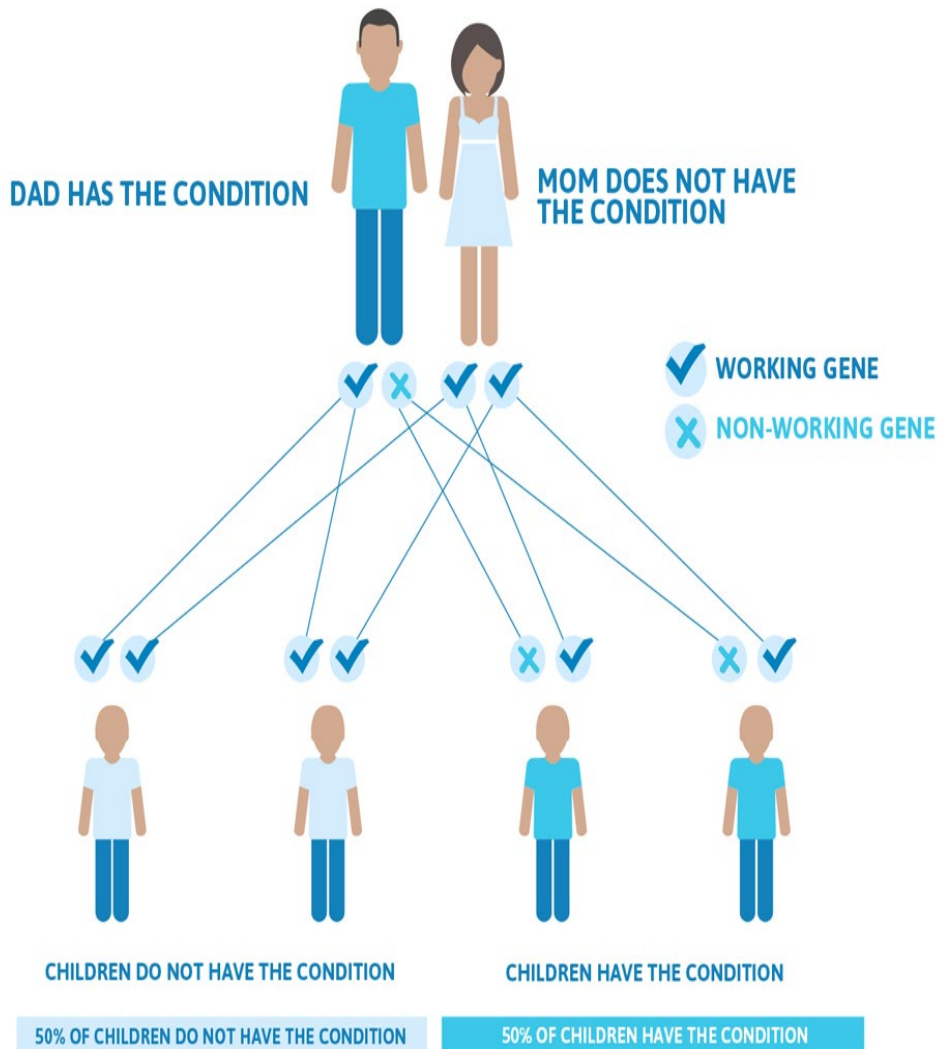 DAD HAS THE CONDITION
MOM DOES NOT HAVE
THE CONDITION
WORKING GENE
NON-WORKING GENE
CHILDREN DO NOT HAVE THE CONDITION
CHILDREN HAVE THE CONDITION
50% OF CHILDREN DO NOT HAVE THE CONDITION
50% OF CHILDREN HAVE THE CONDITION